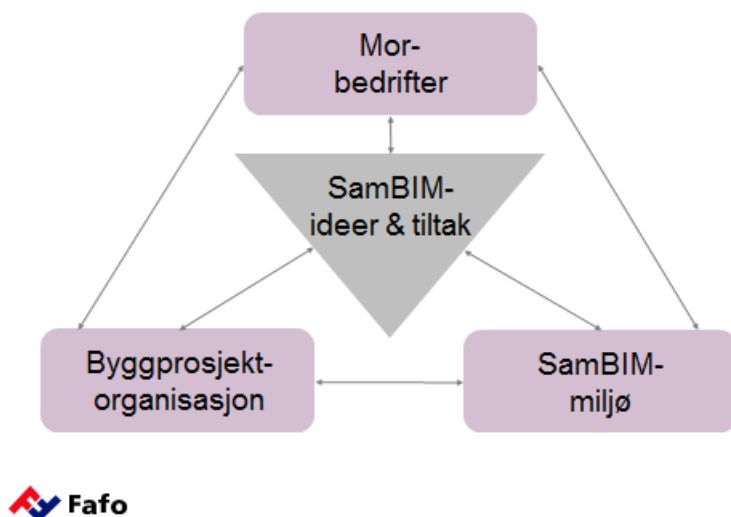 Mor-
bedrifter
SamBIM-
ideer & tiltak
Byggprosjekt-
organisasjon
SamBIM-
miljø
Fafo